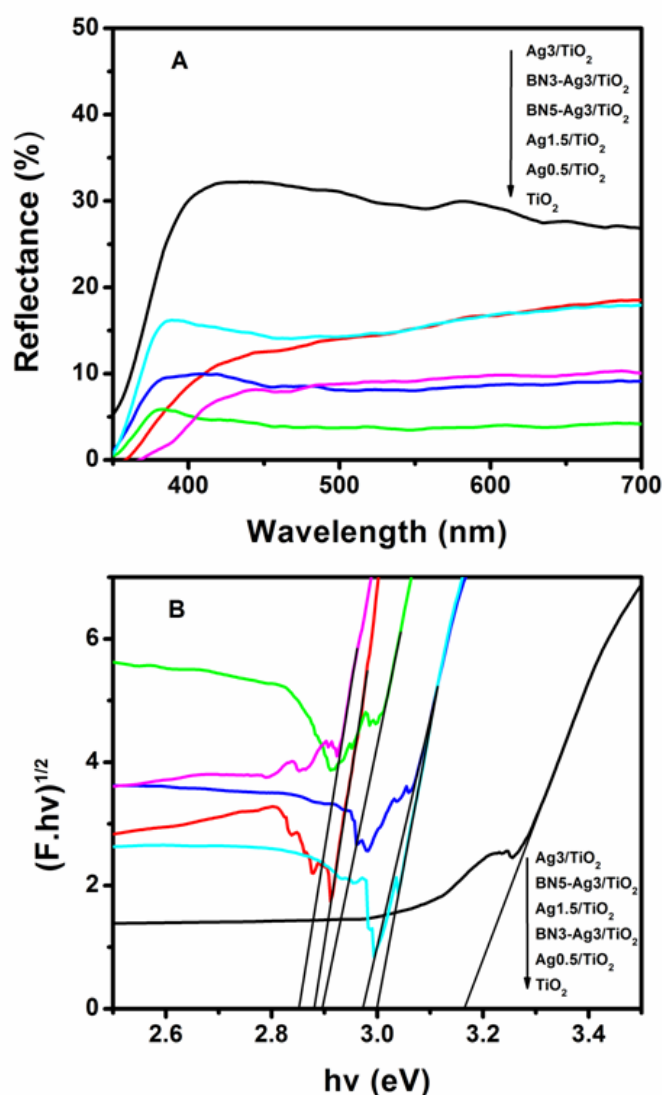 50
A
Ag3/TiO₂
BN3-Ag3/TiO₂
BN5-Ag3/TiO₂
Ag1.5/TiO₂
Ag0.5/TiO₂
TiO₂
40
30
20
10
0
Reflectance (%)
400 500 600 700
Wavelength (nm)
B
6
4
2
0
(F.hv)^1/2
Ag3/TiO₂
BN5-Ag3/TiO₂
Ag1.5/TiO₂
BN3-Ag3/TiO₂
Ag0.5/TiO₂
TiO₂
2.6 2.8 3.0 3.2 3.4
hv (eV)